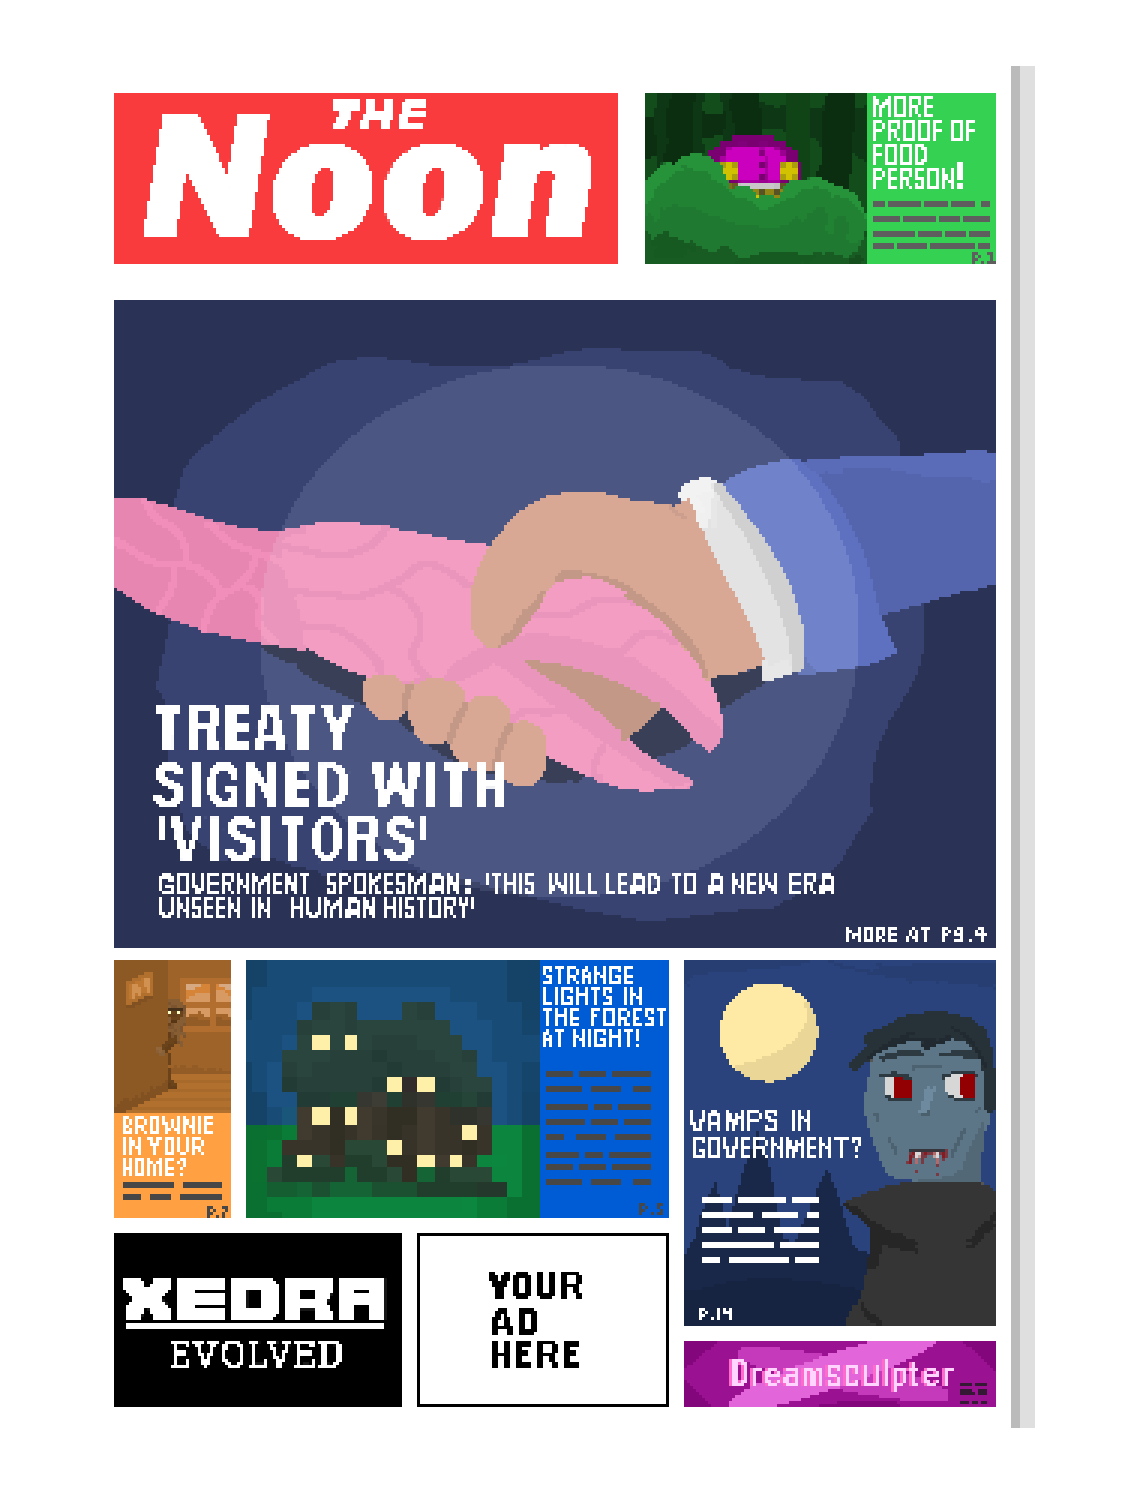 THE
Noon
MORE
PROOF OF
FOOD
PERSON!
P.1
TREATY
SIGNED WITH
'VISITORS'
GOVERNMENT SPOKESMAN: 'THIS WILL LEAD TO A NEW ERA
UNSEEN IN HUMAN HISTORY'
MORE AT PG.4
BROWNIE
IN YOUR
HOME?
P.7
STRANGE
LIGHTS IN
THE FOREST
AT NIGHT!
P.5
VAMPS IN
GOVERNMENT?
P.14
XEDRA
EVOLVED
YOUR
AD
HERE
Dreamsculpter